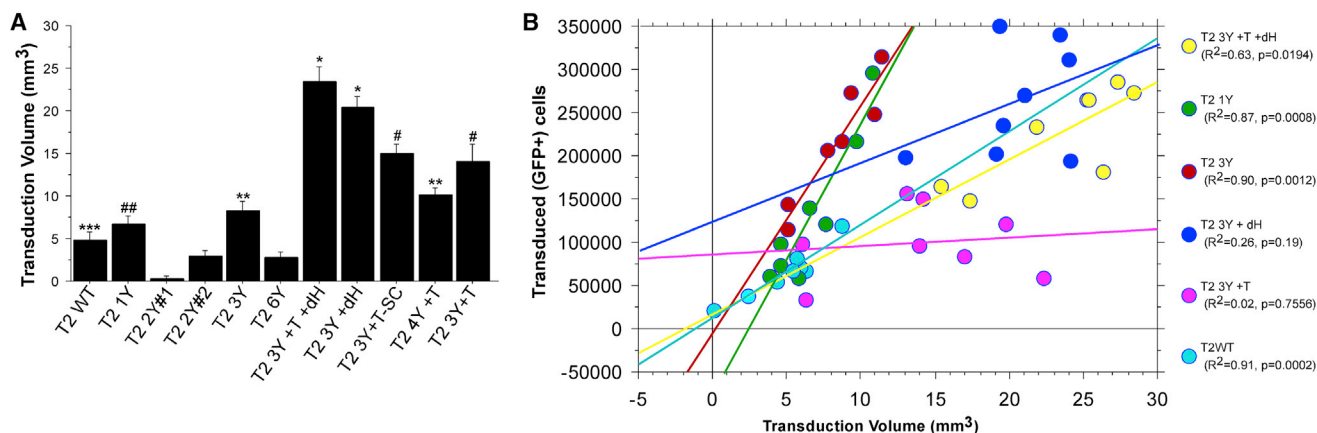 A
Transduction Volume (mm3)
30
25
20
15
10
5
0
***
##
**
*
*
#
**
#
T2 WT
T2 1Y
T2 2Y#1
T2 2Y#2
T2 3Y
T2 6Y
T2 3Y +T +dH
T2 3Y +dH
T2 3Y+T-SC
T2 4Y +T
T2 3Y+T
B
Transduced (GFP+) cells
350000
300000
250000
200000
150000
100000
50000
0
-50000
-5
0
5
10
15
20
25
30
Transduction Volume (mm3)
T2 3Y +T +dH
(R2=0.63, p=0.0194)
T2 1Y
(R2=0.87, p=0.0008)
T2 3Y
(R2=0.90, p=0.0012)
T2 3Y + dH
(R2=0.26, p=0.19)
T2 3Y +T
(R2=0.02, p=0.7556)
T2WT
(R2=0.91, p=0.0002)